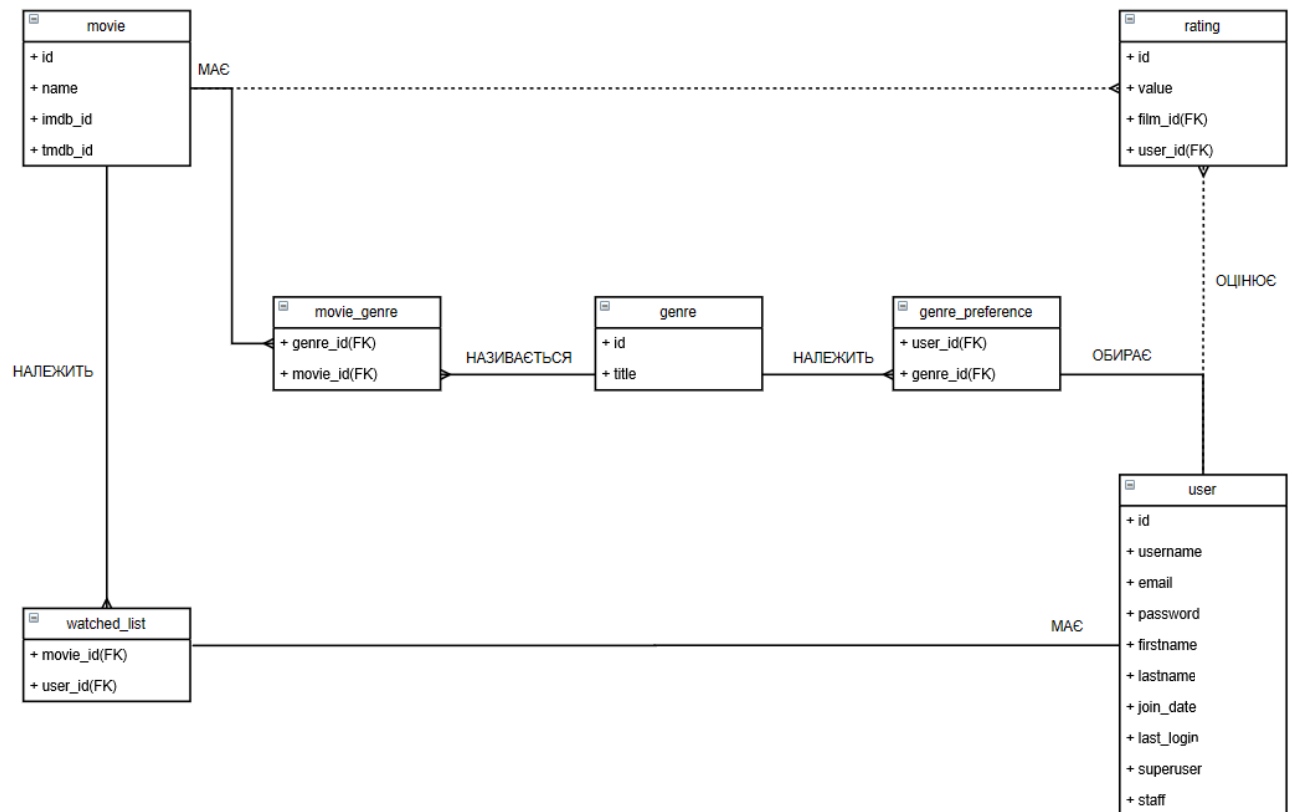 movie
+ id
+ name
+ imdb_id
+ tmdb_id
МАЄ
rating
+ id
+ value
+ film_id(FK)
+ user_id(FK)
ОЦІНЮЄ
НАЛЕЖИТЬ
movie_genre
+ genre_id(FK)
+ movie_id(FK)
НАЗИВАЄТЬСЯ
genre
+ id
+ title
НАЛЕЖИТЬ
genre_preference
+ user_id(FK)
+ genre_id(FK)
ОБИРАЄ
watched_list
+ movie_id(FK)
+ user_id(FK)
МАЄ
user
+ id
+ username
+ email
+ password
+ firstname
+ lastname
+ join_date
+ last_login
+ superuser
+ staff